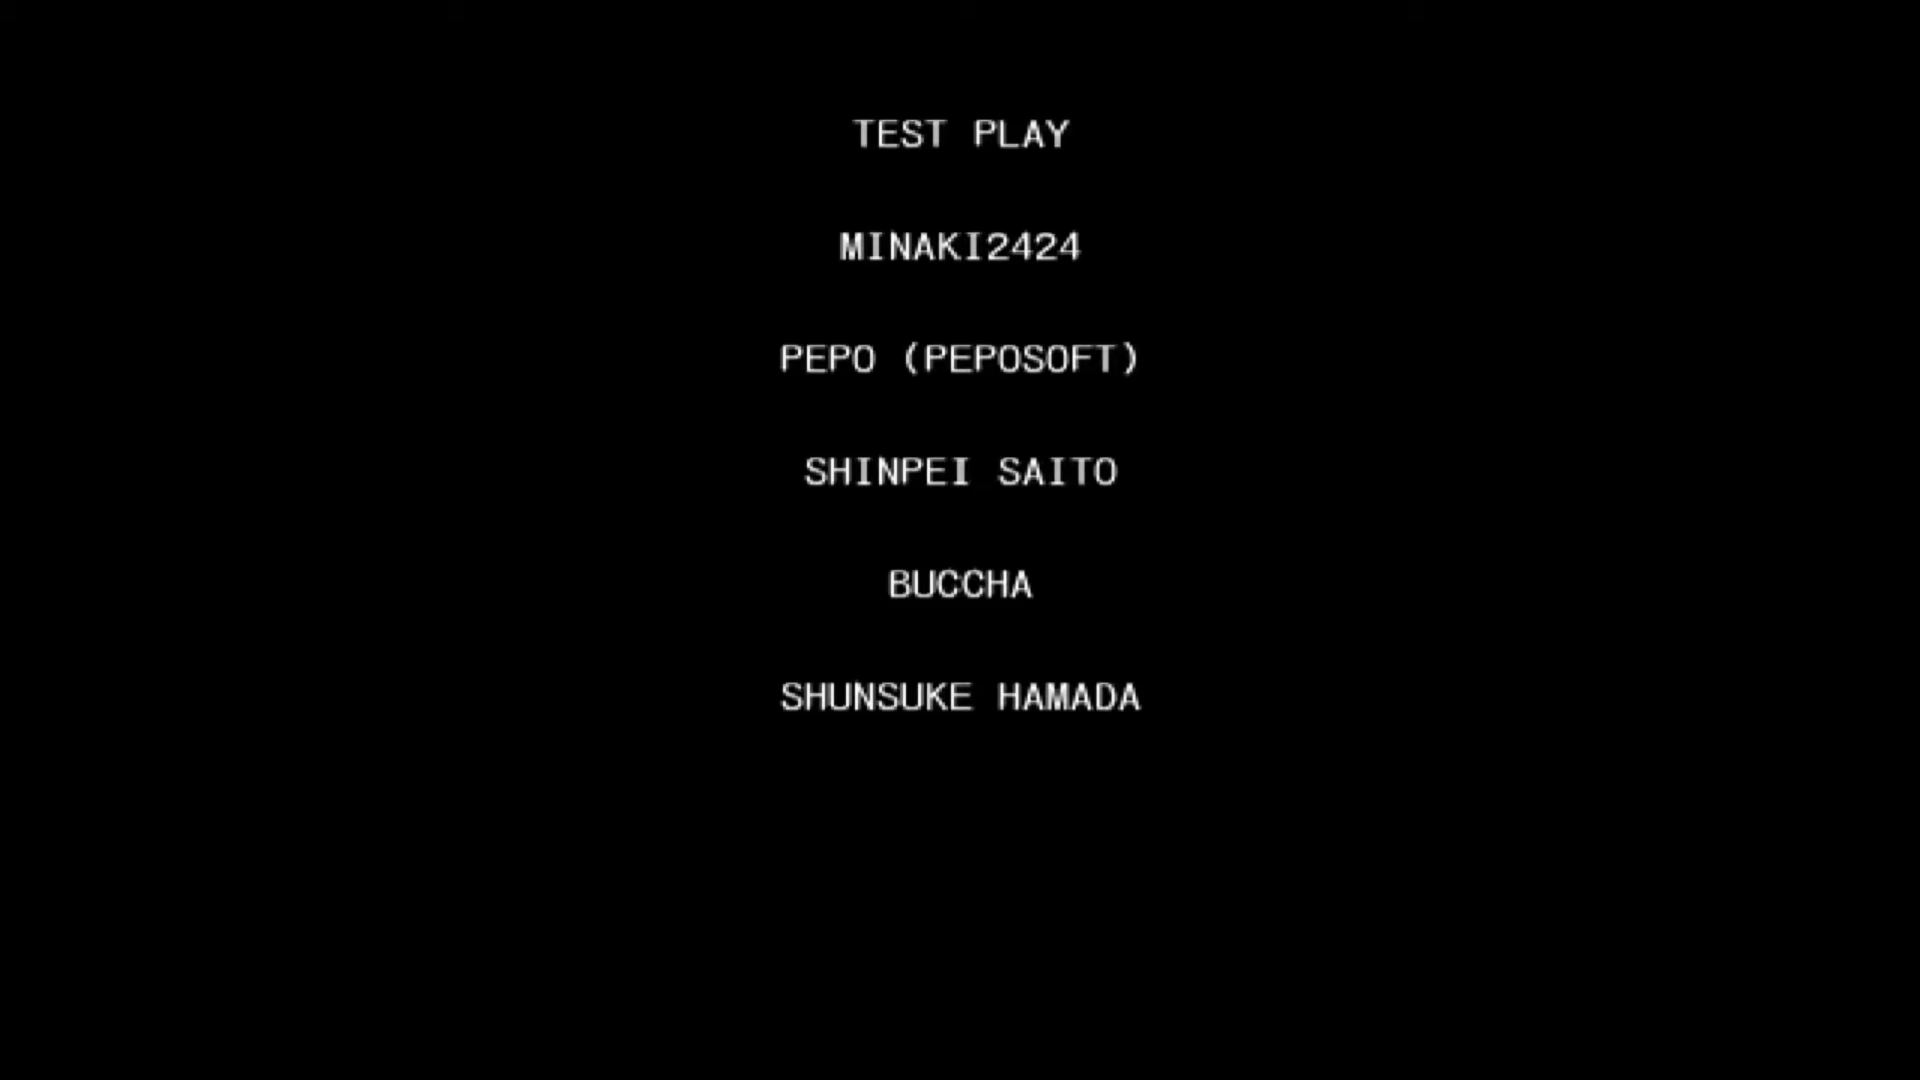 TEST PLAY
MINAKI2424
PEPO (PEPOSOFT)
SHINPEI SAITO
BUCCHA
SHUNSUKE HAMADA